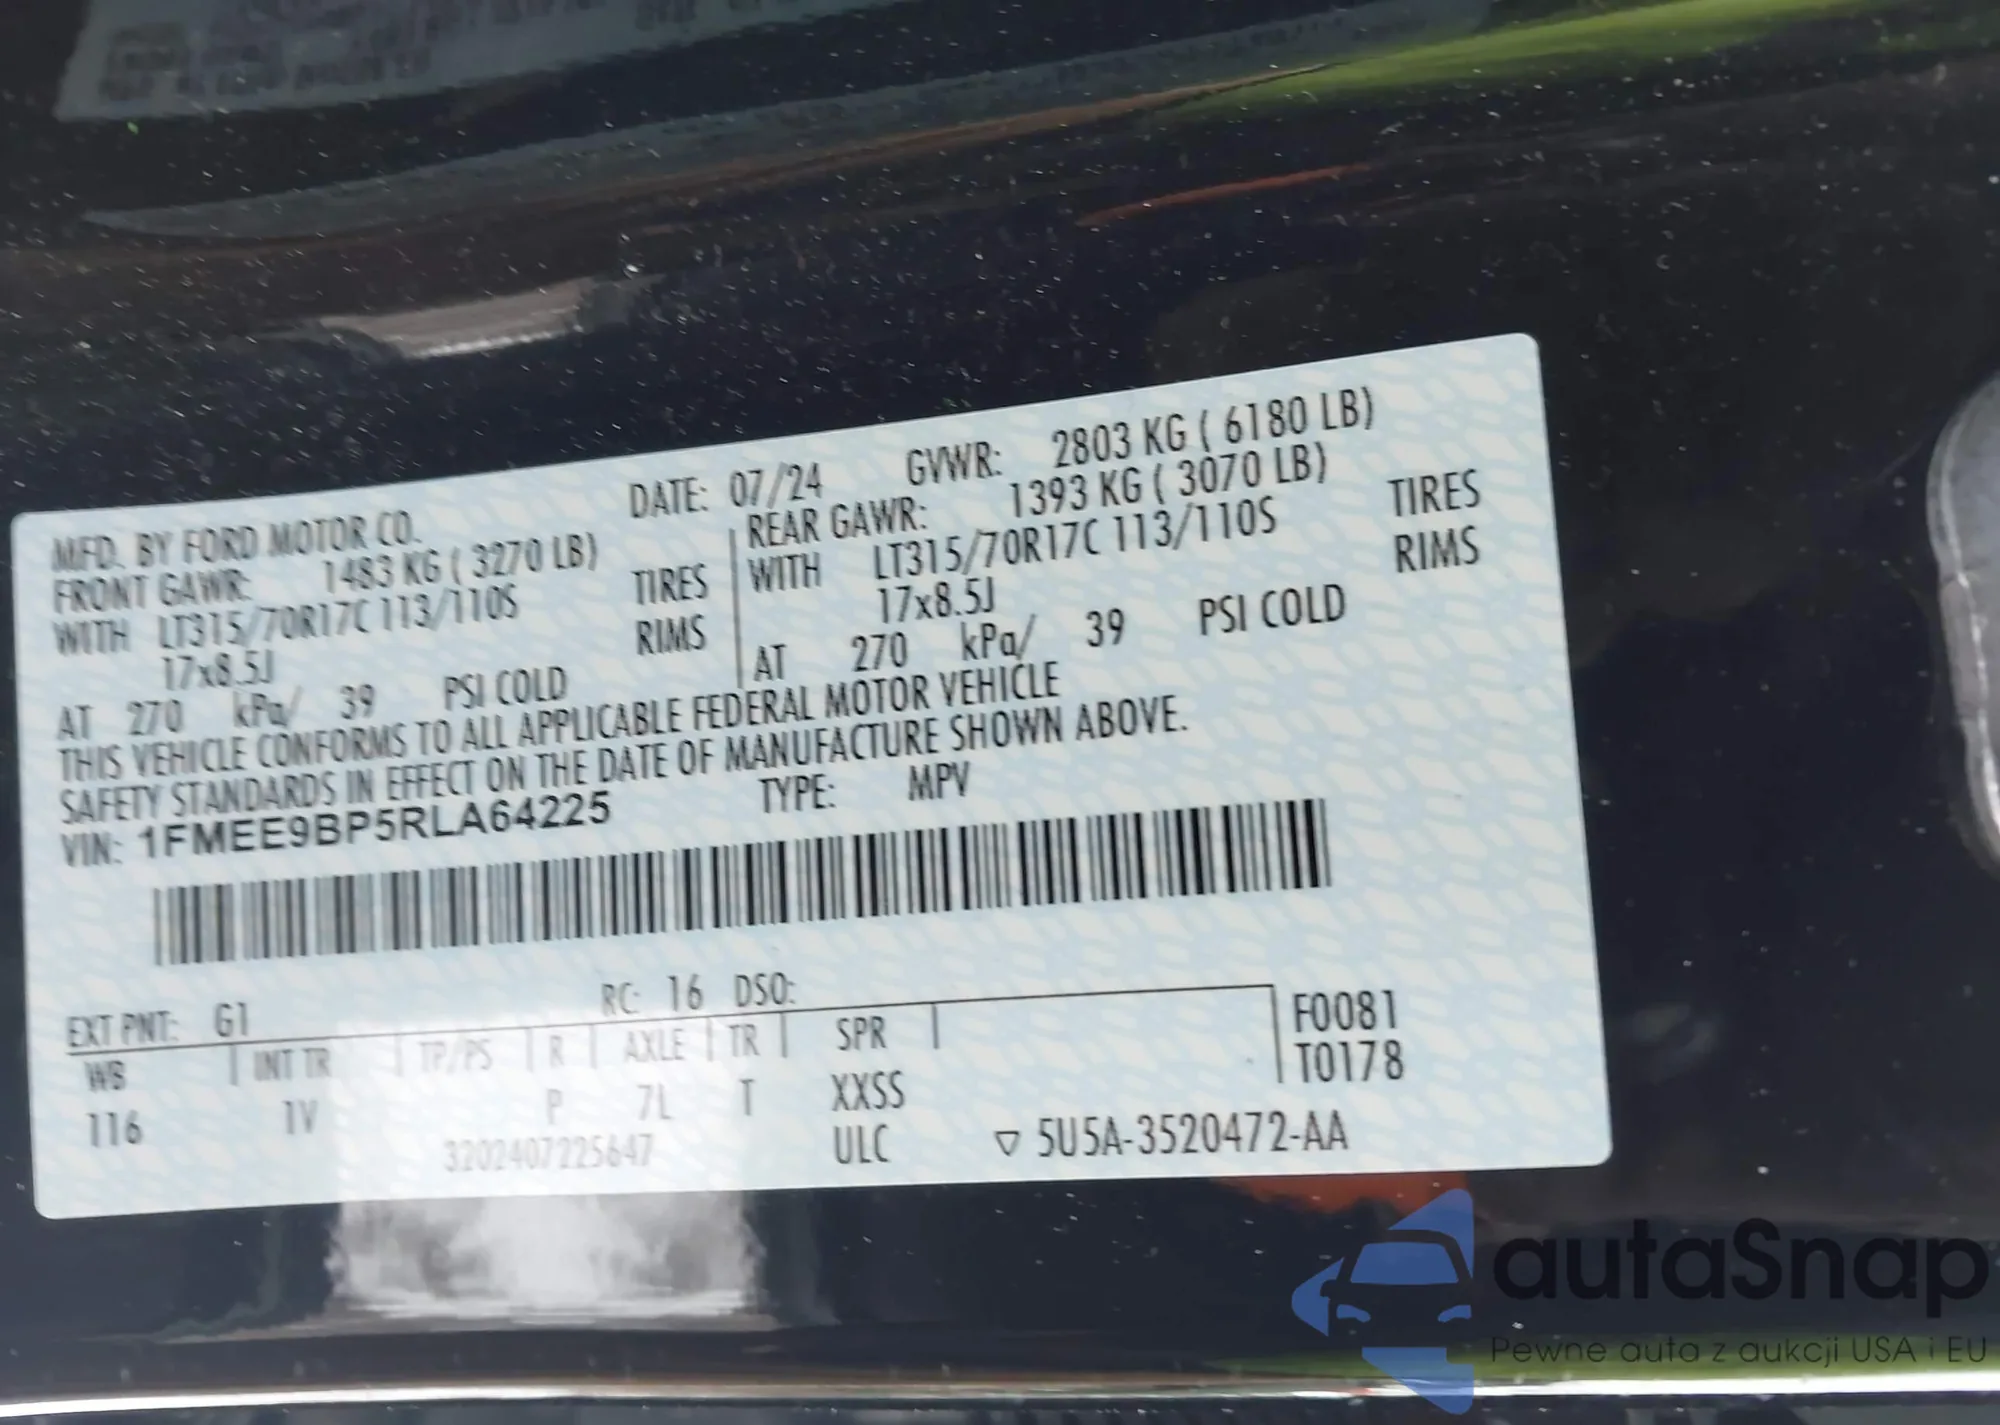 MFD. BY FORD MOTOR CO.
DATE: 07/24 GVWR: 2803 KG ( 6180 LB)
FRONT GAWR: 1483 KG ( 3270 LB)
WITH LT315/70R17C 113/110S TIRES
17x8.5J RIMS
AT 270 kPa/ 39 PSI COLD
REAR GAWR: 1393 KG ( 3070 LB)
WITH LT315/70R17C 113/110S TIRES
17x8.5J RIMS
AT 270 kPa/ 39 PSI COLD
THIS VEHICLE CONFORMS TO ALL APPLICABLE FEDERAL MOTOR VEHICLE
SAFETY STANDARDS IN EFFECT ON THE DATE OF MANUFACTURE SHOWN ABOVE.
VIN: 1FMEE9BP5RLA64225 TYPE: MPV
EXT PNT: G1 RC: 16 DSO:
WB INT TR TP/PS R AXLE TR SPR F0081
116 1V P 7L T XXSS T0178
3202407225647 ULC ▽ 5U5A-3520472-AA
autaSnap
Pewne auta z aukcji USA i EU